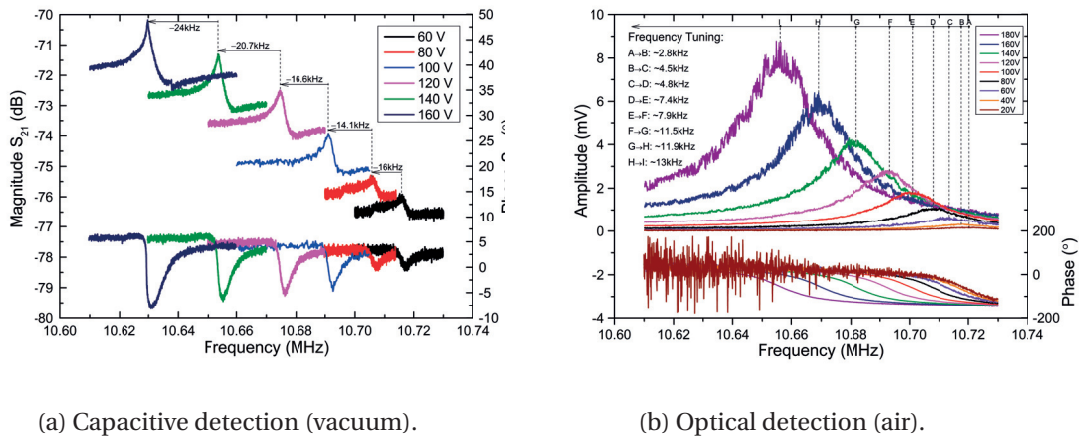 -24kHz
-20.7kHz
-14.6kHz
-14.1kHz
-16kHz
60 V
80 V
100 V
120 V
140 V
160 V
Magnitude S21 (dB)
-70
-71
-72
-73
-74
-75
-76
-77
-78
-79
-80
50
45
40
35
30
25
20
15
10
5
0
-5
-10
10.60
10.62
10.64
10.66
10.68
10.70
10.72
10.74
Frequency (MHz)
(a) Capacitive detection (vacuum).
I H G F E D C B A
Frequency Tuning:
A→B: ~2.8kHz
B→C: ~4.5kHz
C→D: ~4.8kHz
D→E: ~7.4kHz
E→F: ~7.9kHz
F→G: ~11.5kHz
G→H: ~11.9kHz
H→I: ~13kHz
180V
160V
140V
120V
100V
80V
60V
40V
20V
Amplitude (mV)
10
8
6
4
2
0
-2
-4
200
0
-200
Phase (°)
10.60
10.62
10.64
10.66
10.68
10.70
10.72
10.74
Frequency (MHz)
(b) Optical detection (air).